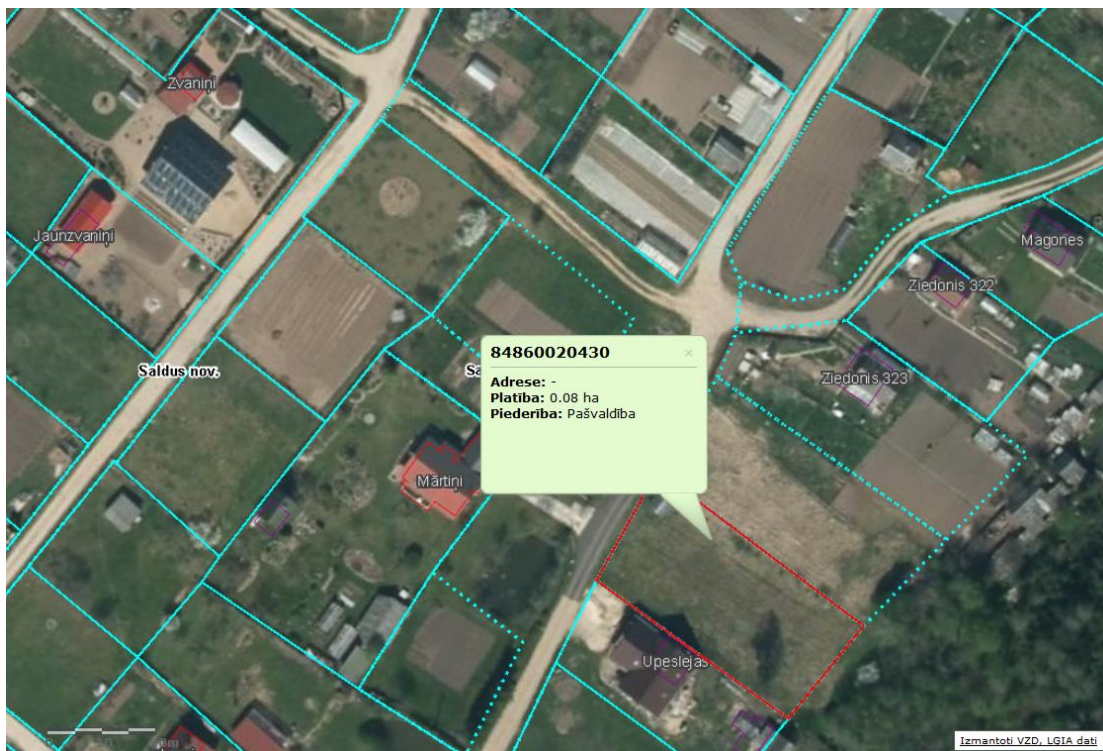 Zvaniņi
Jaunzvaniņi
Magones
Ziedonis 322
84860020430
×
Saldus nov.
Adrese: -
Platība: 0.08 ha
Piederība: Pašvaldība
Ziedonis 323
Mārtiņi
Upeslejas
Izmantoti VZD, LGIA dati